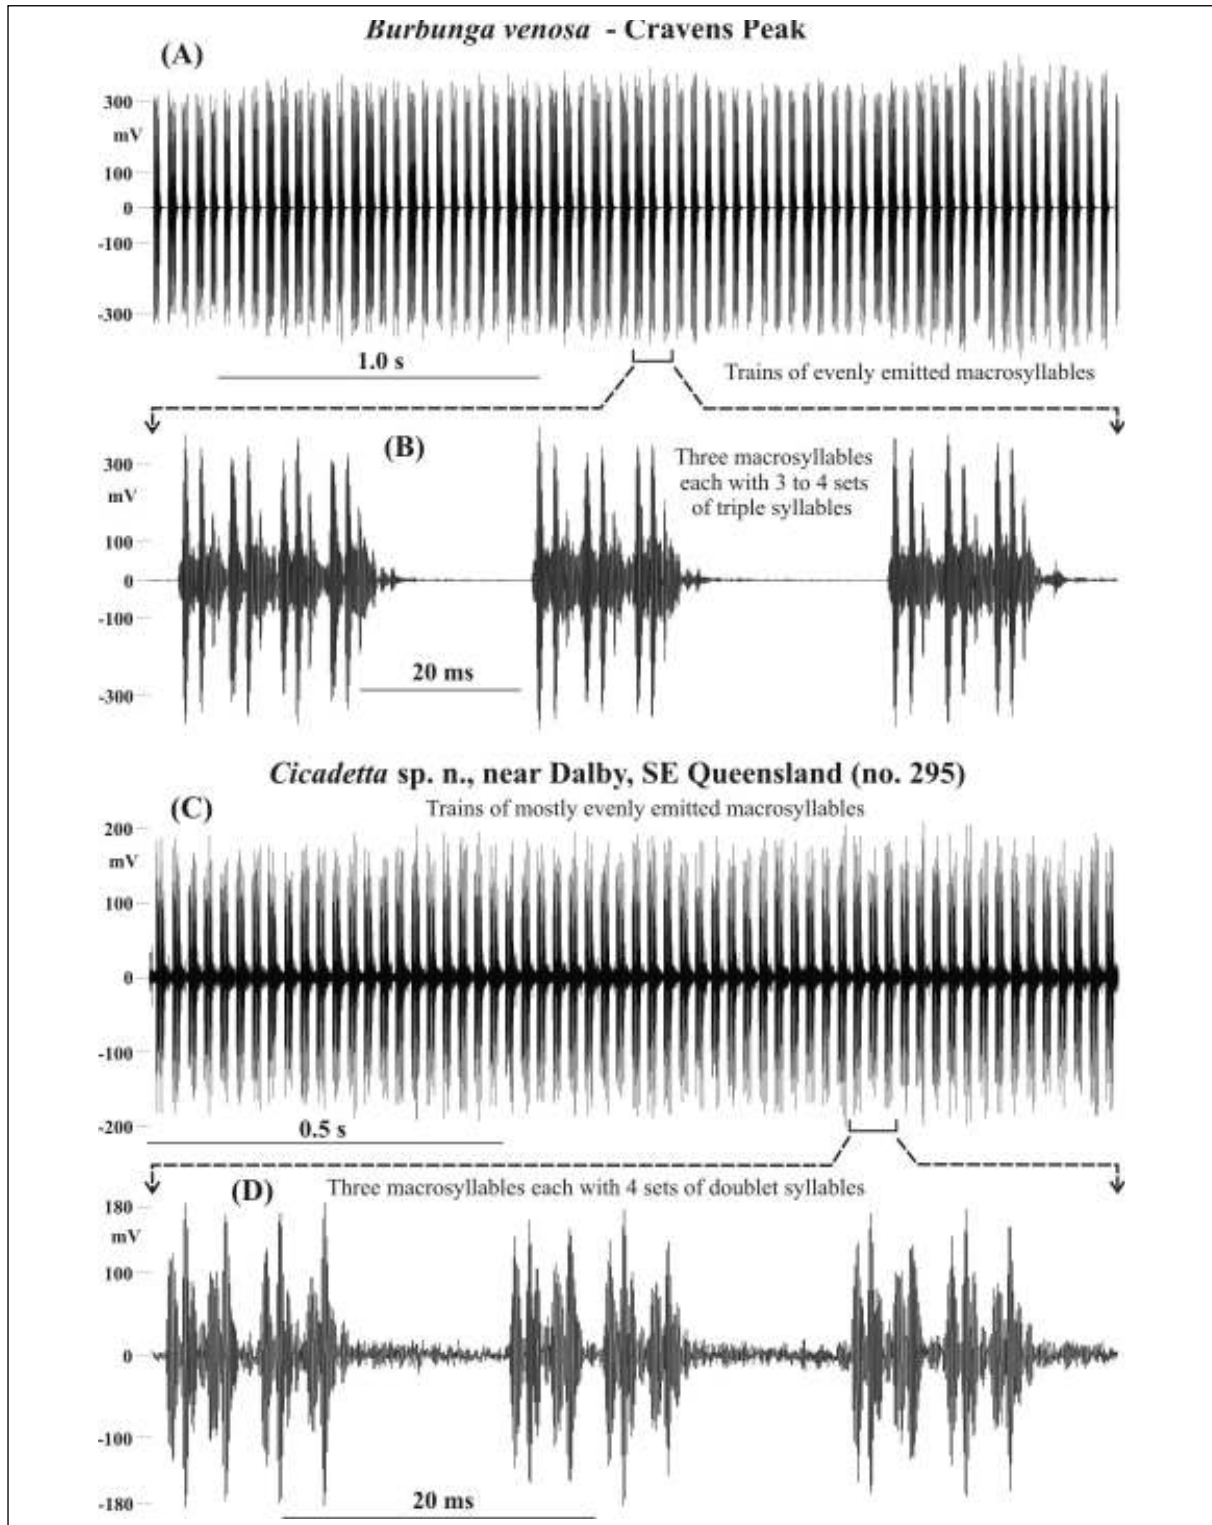 Burbunga venosa - Cravens Peak
(A)
300
mV
100
0
-100
-300
1.0 s
Trains of evenly emitted macrosyllables
(B)
300
mV
100
0
-100
-300
Three macrosyllables
each with 3 to 4 sets
of triple syllables
20 ms
Cicadetta sp. n., near Dalby, SE Queensland (no. 295)
(C)
Trains of mostly evenly emitted macrosyllables
200
mV
100
0
-100
-200
0.5 s
(D)
Three macrosyllables each with 4 sets of doublet syllables
180
mV
100
0
-100
-180
20 ms